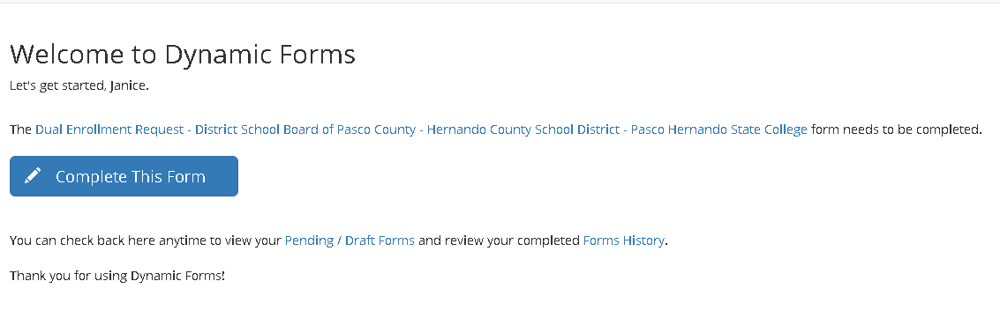 Welcome to Dynamic Forms
Let's get started, Janice.
The Dual Enrollment Request - District School Board of Pasco County - Hernando County School District - Pasco Hernando State College form needs to be completed.
Complete This Form
You can check back here anytime to view your Pending / Draft Forms and review your completed Forms History.
Thank you for using Dynamic Forms!